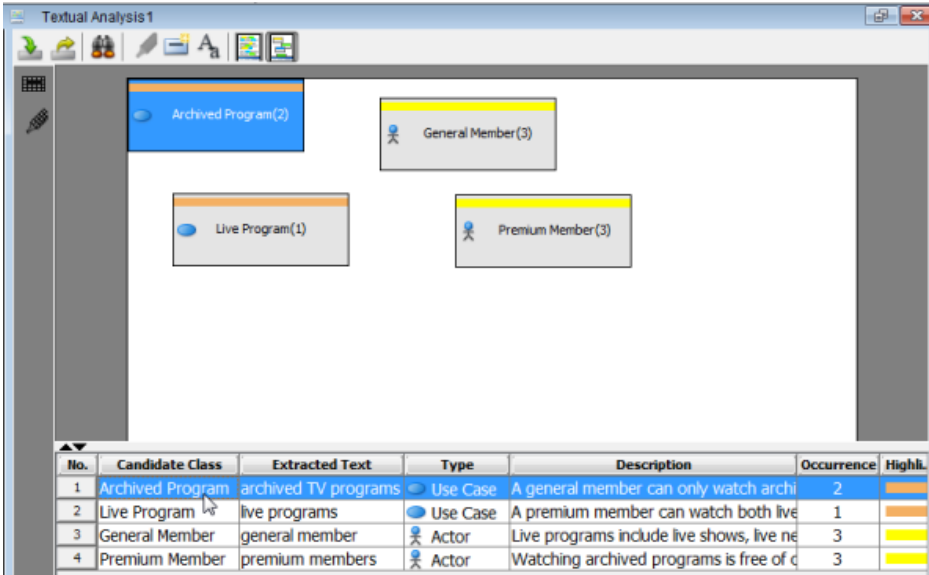 Textual Analysis1
Aa
Archived Program(2)
General Member(3)
Live Program(1)
Premium Member(3)
No. Candidate Class Extracted Text Type Description Occurrence Highli..
1 Archived Program archived TV programs Use Case A general member can only watch archi 2
2 Live Program live programs Use Case A premium member can watch both live 1
3 General Member general member Actor Live programs include live shows, live ne 3
4 Premium Member premium members Actor Watching archived programs is free of c 3